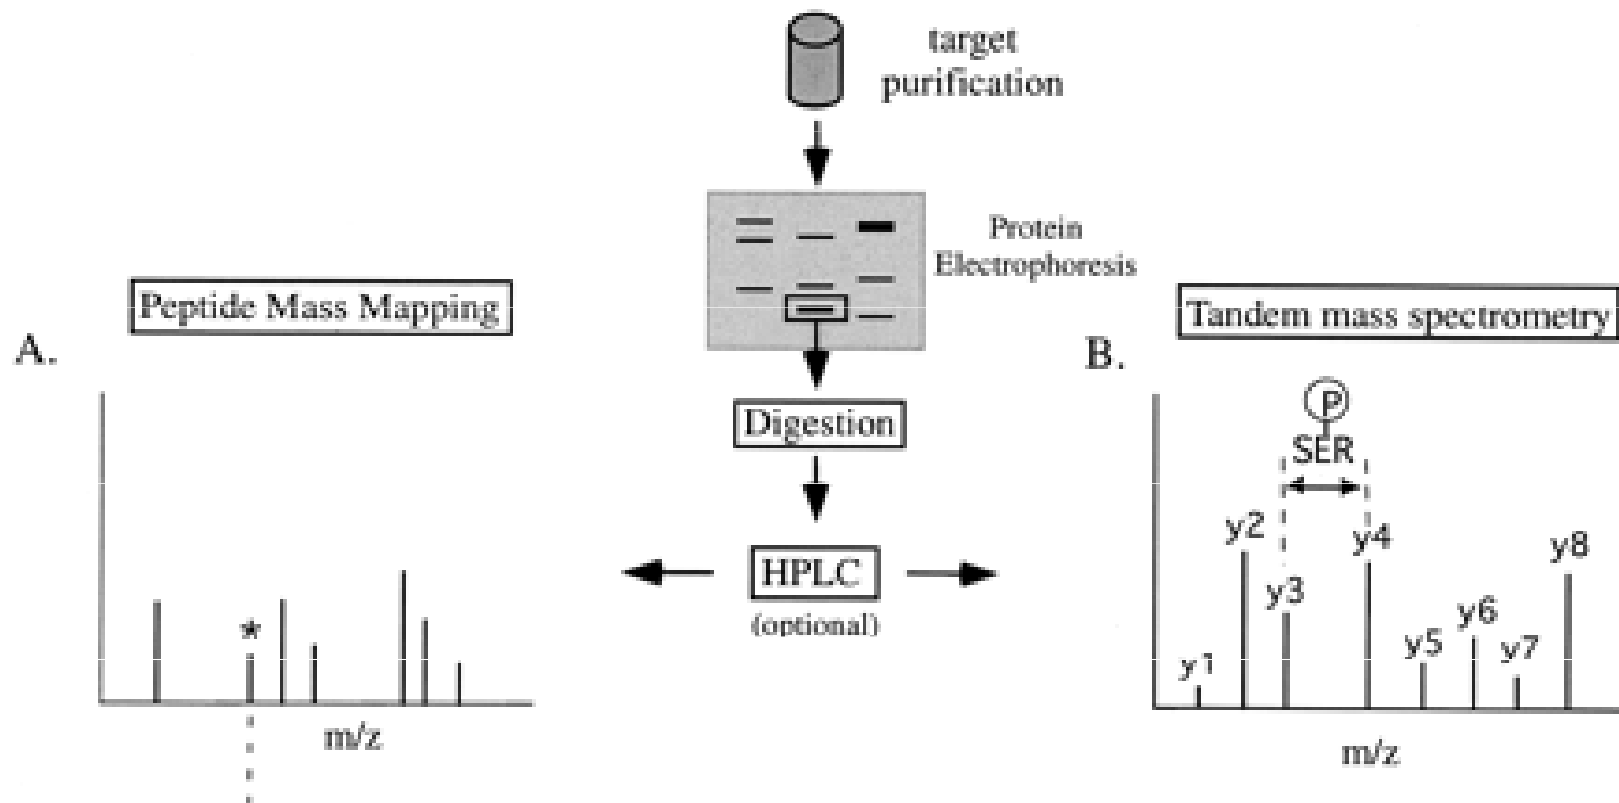 target
purification
Protein
Electrophoresis
Peptide Mass Mapping
Tandem mass spectrometry
A.
B.
Digestion
P
SER
HPLC
(optional)
*
m/z
y1
y2
y3
y4
y5
y6
y7
y8
m/z